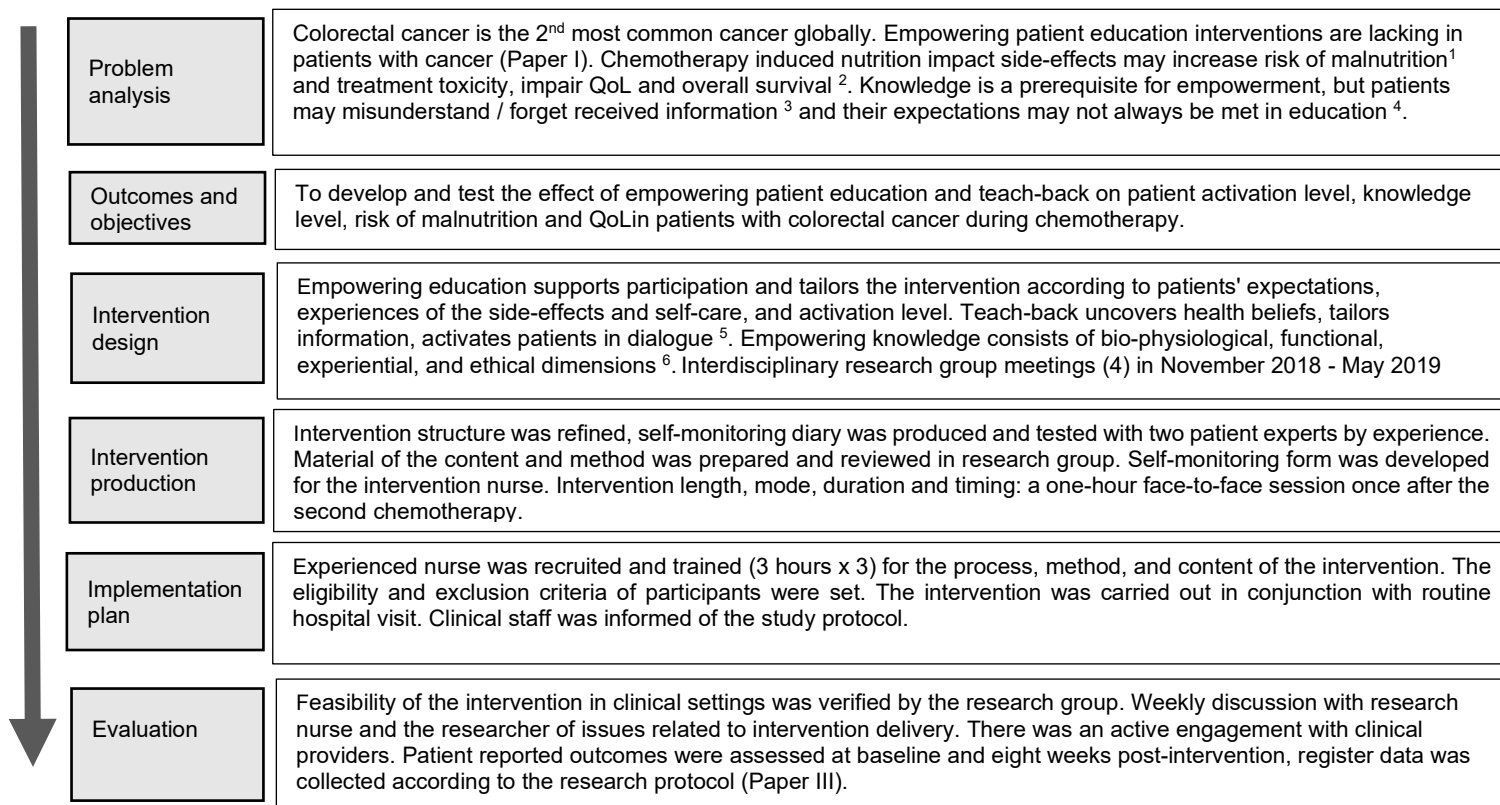 Problem
analysis
Colorectal cancer is the 2nd most common cancer globally. Empowering patient education interventions are lacking in
patients with cancer (Paper I). Chemotherapy induced nutrition impact side-effects may increase risk of malnutrition1
and treatment toxicity, impair QoL and overall survival 2. Knowledge is a prerequisite for empowerment, but patients
may misunderstand / forget received information 3 and their expectations may not always be met in education 4.
Outcomes and
objectives
To develop and test the effect of empowering patient education and teach-back on patient activation level, knowledge
level, risk of malnutrition and QoLin patients with colorectal cancer during chemotherapy.
Intervention
design
Empowering education supports participation and tailors the intervention according to patients' expectations,
experiences of the side-effects and self-care, and activation level. Teach-back uncovers health beliefs, tailors
information, activates patients in dialogue 5. Empowering knowledge consists of bio-physiological, functional,
experiential, and ethical dimensions 6. Interdisciplinary research group meetings (4) in November 2018 - May 2019
Intervention
production
Intervention structure was refined, self-monitoring diary was produced and tested with two patient experts by experience.
Material of the content and method was prepared and reviewed in research group. Self-monitoring form was developed
for the intervention nurse. Intervention length, mode, duration and timing: a one-hour face-to-face session once after the
second chemotherapy.
Implementation
plan
Experienced nurse was recruited and trained (3 hours x 3) for the process, method, and content of the intervention. The
eligibility and exclusion criteria of participants were set. The intervention was carried out in conjunction with routine
hospital visit. Clinical staff was informed of the study protocol.
Evaluation
Feasibility of the intervention in clinical settings was verified by the research group. Weekly discussion with research
nurse and the researcher of issues related to intervention delivery. There was an active engagement with clinical
providers. Patient reported outcomes were assessed at baseline and eight weeks post-intervention, register data was
collected according to the research protocol (Paper III).